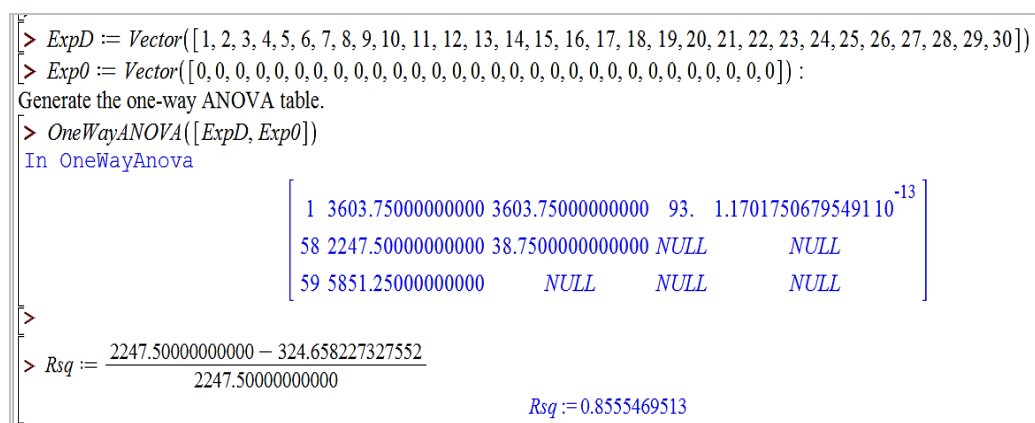 > ExpD := Vector([1, 2, 3, 4, 5, 6, 7, 8, 9, 10, 11, 12, 13, 14, 15, 16, 17, 18, 19, 20, 21, 22, 23, 24, 25, 26, 27, 28, 29, 30])
> Exp0 := Vector([0, 0, 0, 0, 0, 0, 0, 0, 0, 0, 0, 0, 0, 0, 0, 0, 0, 0, 0, 0, 0, 0, 0, 0, 0, 0, 0, 0, 0, 0]) :
Generate the one-way ANOVA table.
> OneWayANOVA([ExpD, Exp0])
In OneWayAnova
1 3603.75000000000 3603.75000000000 93. 1.17017506795491 10^-13
58 2247.50000000000 38.7500000000000 NULL NULL
59 5851.25000000000 NULL NULL NULL
>
> Rsq := (2247.50000000000 − 324.658227327552) / 2247.50000000000
Rsq := 0.8555469513